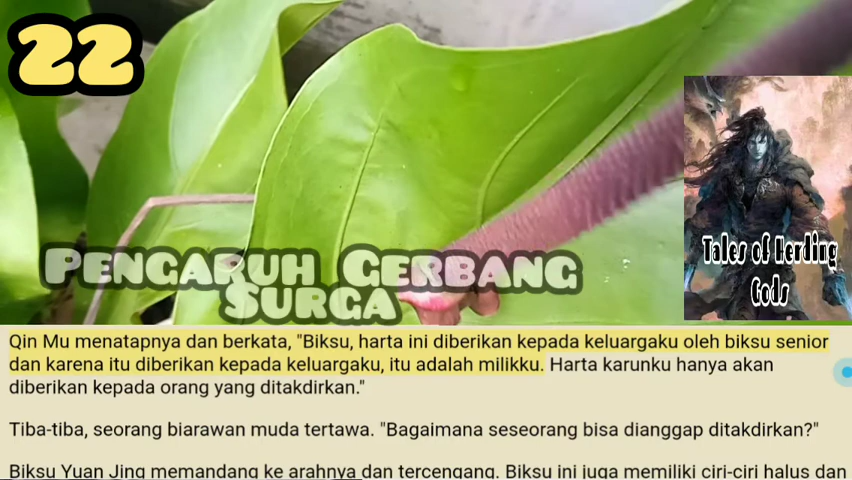 22
PENGARUH GERBANG
SURGA
Tales of Herding
Gods
Qin Mu menatapnya dan berkata, "Biksu, harta ini diberikan kepada keluargaku oleh biksu senior
dan karena itu diberikan kepada keluargaku, itu adalah milikku. Harta karunku hanya akan
diberikan kepada orang yang ditakdirkan."
Tiba-tiba, seorang biarawan muda tertawa. "Bagaimana seseorang bisa dianggap ditakdirkan?"
Biksu Yuan Jing memandang ke arahnya dan tercengang. Biksu ini juga memiliki ciri-ciri halus dan